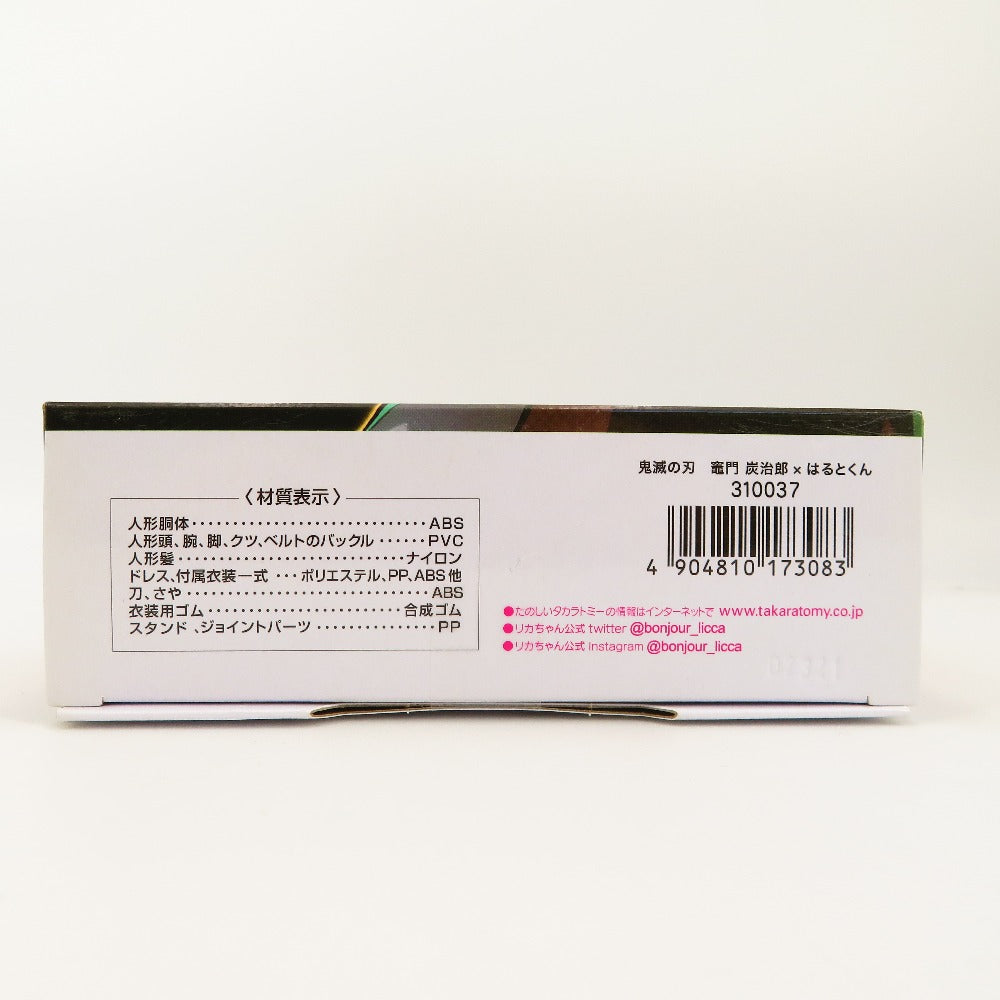 鬼滅の刃 竈門 炭治郎×はるとくん
310037
4 904810 173083
〈材質表示〉
人形胴体・・・・・・・・・・・・・・・・・・・・・・・・・・・・ABS
人形頭、腕、脚、クツ、ベルトのバックル・・・・・・PVC
人形髪・・・・・・・・・・・・・・・・・・・・・・・・・・・ナイロン
ドレス、付属衣装一式・・・ポリエステル、PP、ABS他
刀、さや・・・・・・・・・・・・・・・・・・・・・・・・・・・・・・ABS
衣装用ゴム・・・・・・・・・・・・・・・・・・・・・・・合成ゴム
スタンド、ジョイントパーツ・・・・・・・・・・・・・・PP
●たのしいタカラトミーの情報はインターネットで www.takaratomy.co.jp
●リカちゃん公式 twitter @bonjour_licca
●リカちゃん公式 Instagram @bonjour_licca